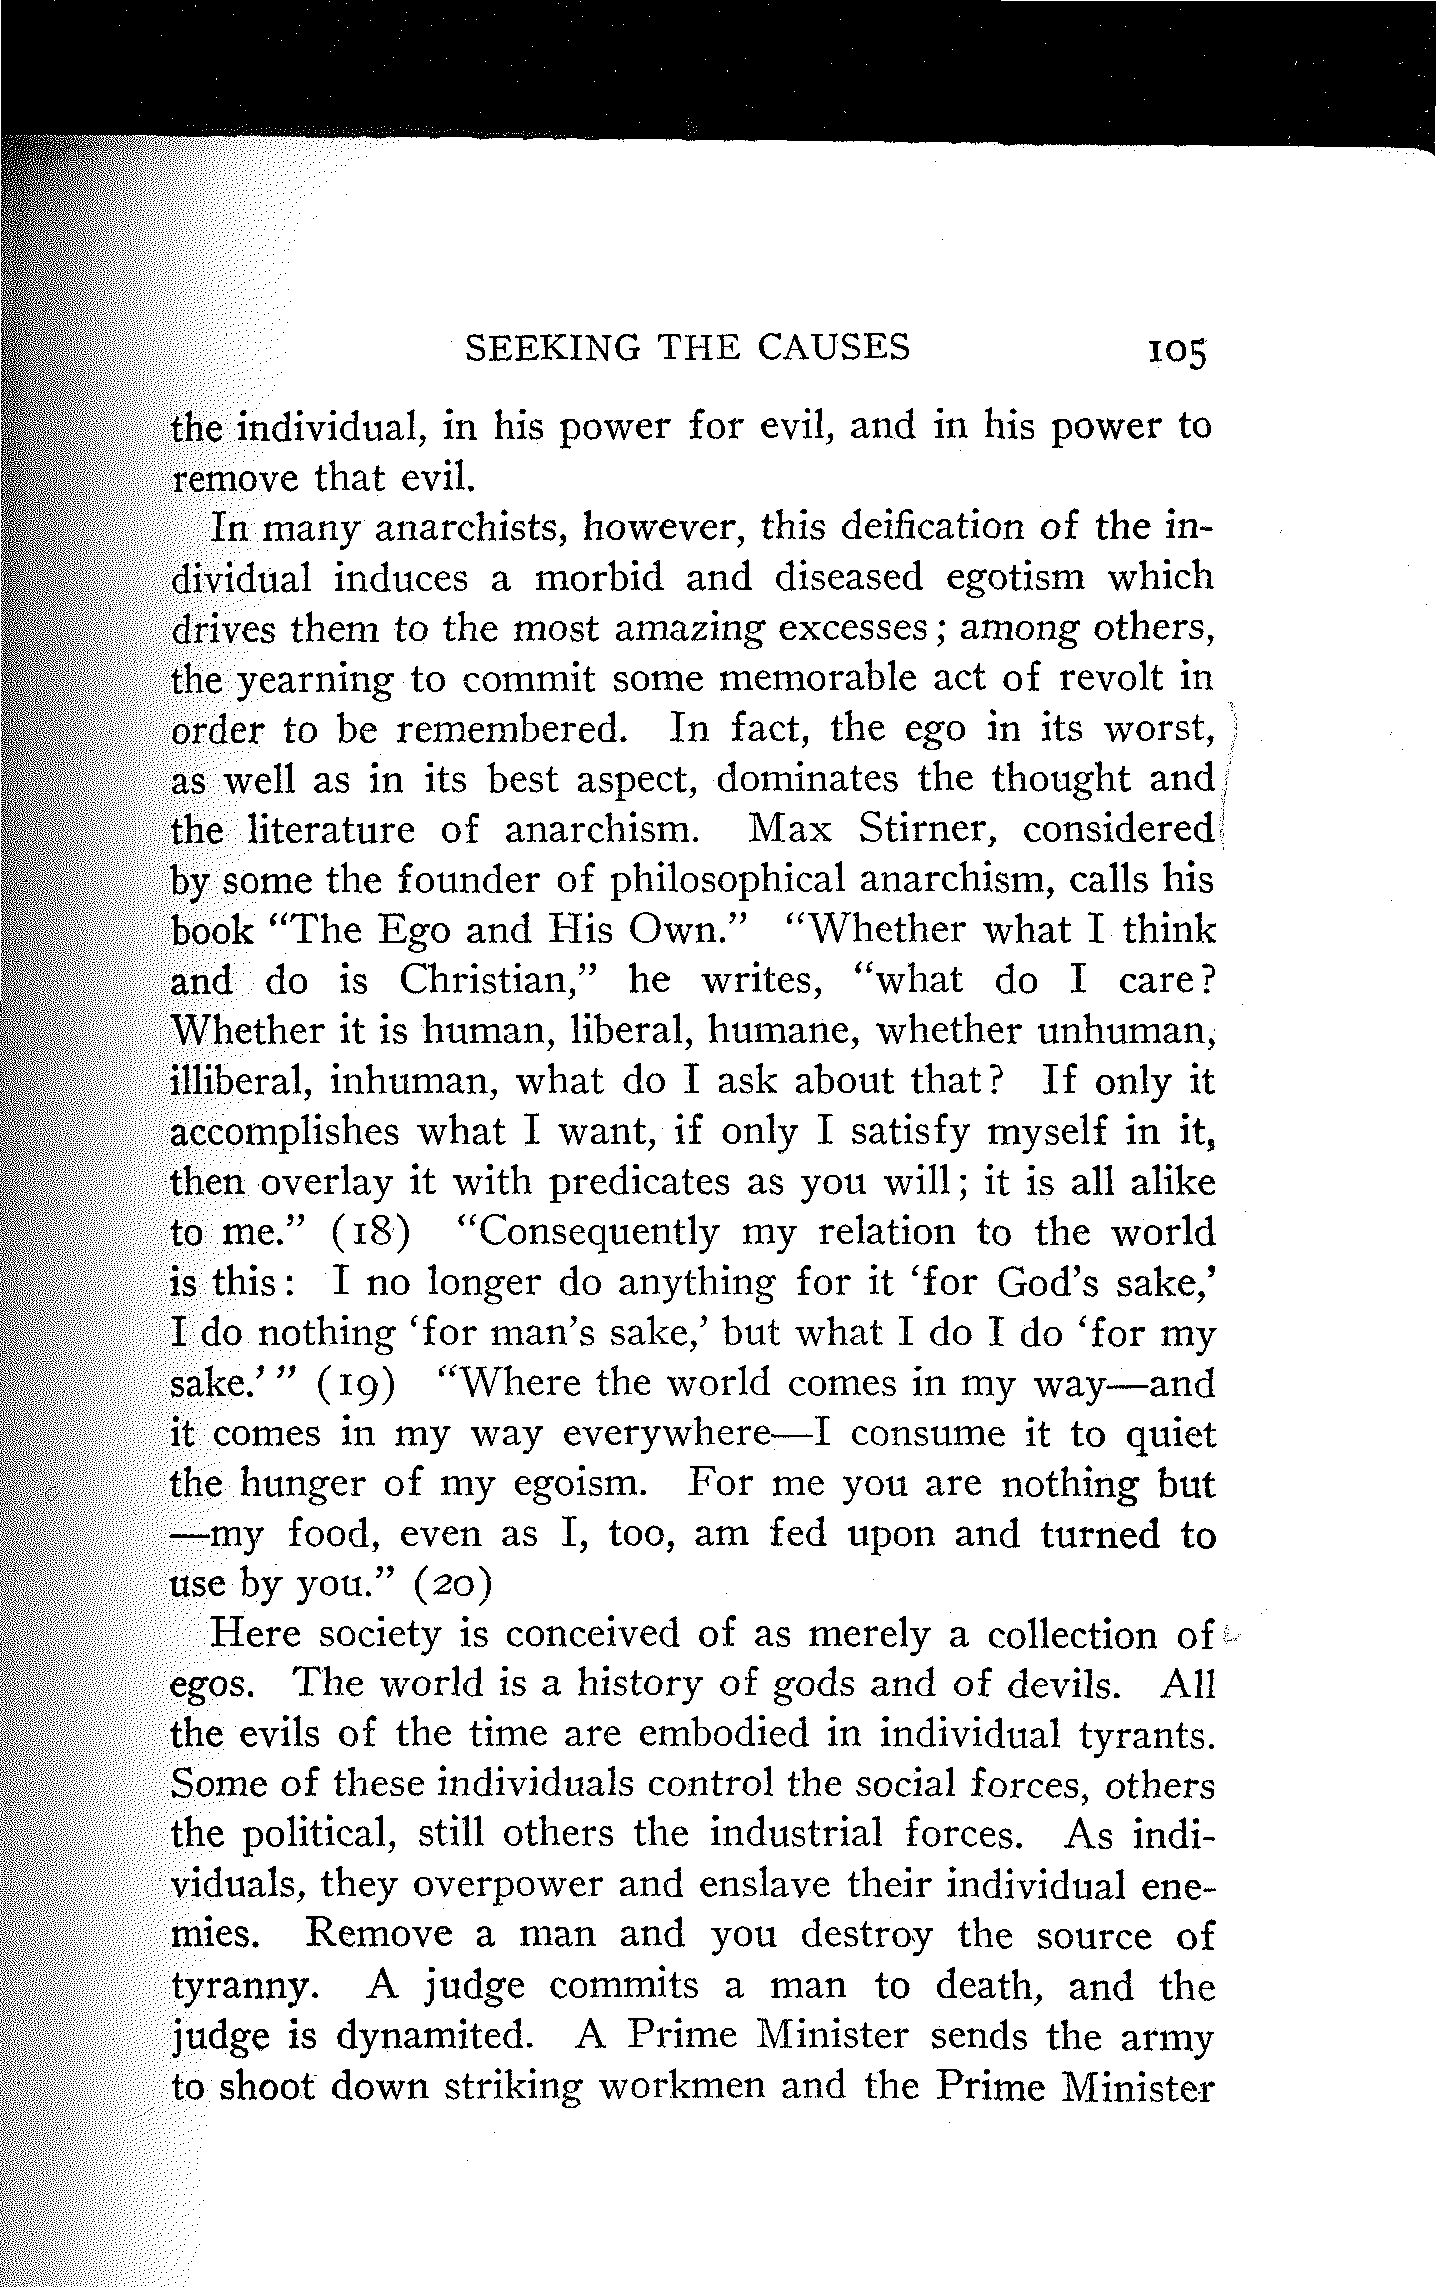 SEEKING THE CAUSES 105
the individual, in his power for evil, and in his power to
remove that evil.
In many anarchists, however, this deification of the in-
dividual induces a morbid and diseased egotism which
drives them to the most amazing excesses; among others,
the yearning to commit some memorable act of revolt in
order to be remembered. In fact, the ego in its worst,
as well as in its best aspect, dominates the thought and
the literature of anarchism. Max Stirner, considered
by some the founder of philosophical anarchism, calls his
book “The Ego and His Own.” “Whether what I think
and do is Christian,” he writes, “what do I care?
Whether it is human, liberal, humane, whether unhuman,
illiberal, inhuman, what do I ask about that? If only it
accomplishes what I want, if only I satisfy myself in it,
then overlay it with predicates as you will; it is all alike
to me.” (18) “Consequently my relation to the world
is this: I no longer do anything for it ‘for God’s sake,’
I do nothing ‘for man’s sake,’ but what I do I do ‘for my
sake.’ ” (19) “Where the world comes in my way—and
it comes in my way everywhere—I consume it to quiet
the hunger of my egoism. For me you are nothing but
—my food, even as I, too, am fed upon and turned to
use by you.” (20)
Here society is conceived of as merely a collection of
egos. The world is a history of gods and of devils. All
the evils of the time are embodied in individual tyrants.
Some of these individuals control the social forces, others
the political, still others the industrial forces. As indi-
viduals, they overpower and enslave their individual ene-
mies. Remove a man and you destroy the source of
tyranny. A judge commits a man to death, and the
judge is dynamited. A Prime Minister sends the army
to shoot down striking workmen and the Prime Minister